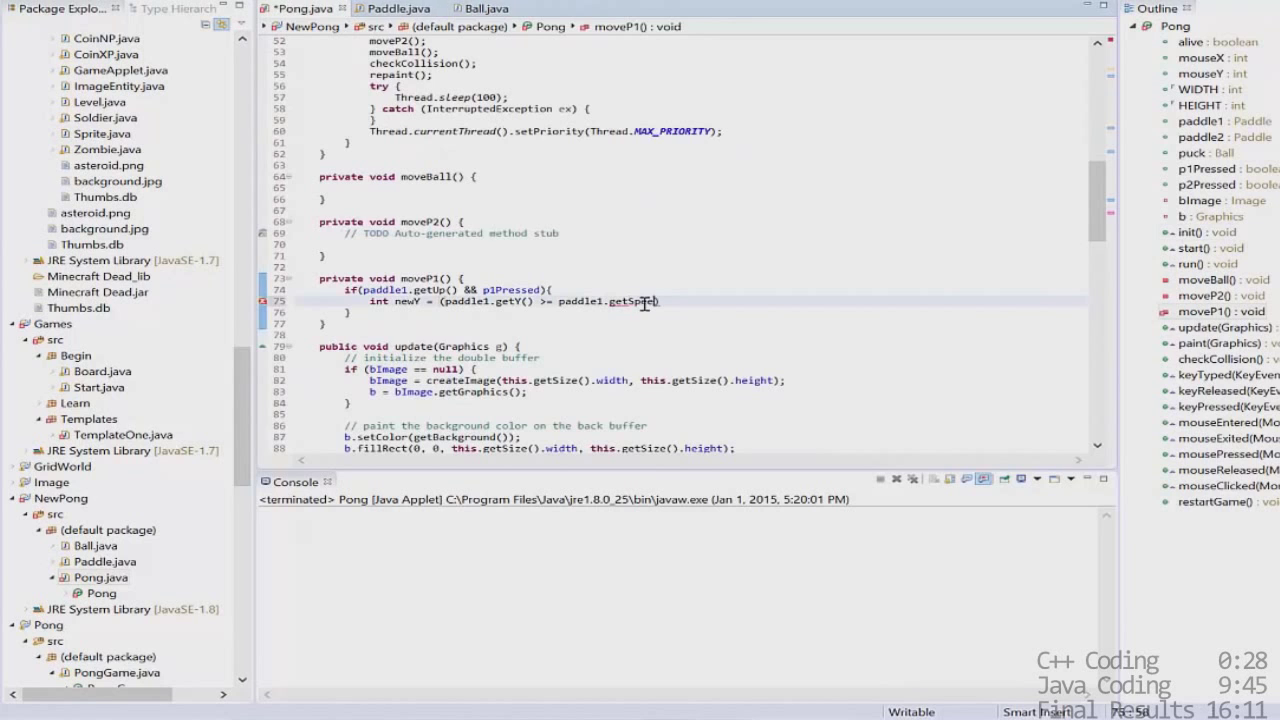 Package Explo...
Type Hierarch
*Pong.java
Paddle.java
Ball.java
Outline
NewPong
src
(default package)
Pong
moveP1() : void
CoinNP.java
CoinXP.java
GameApplet.java
ImageEntity.java
Level.java
Soldier.java
Sprite.java
Zombie.java
asteroid.png
background.jpg
Thumbs.db
asteroid.png
background.jpg
Thumbs.db
JRE System Library [JavaSE-1.7]
Minecraft Dead_lib
Minecraft Dead.zip
Thumbs.db
Games
src
Begin
Board.java
Start.java
Learn
Templates
TemplateOne.java
JRE System Library [JavaSE-1.7]
GridWorld
Image
NewPong
src
(default package)
Ball.java
Paddle.java
Pong.java
Pong
JRE System Library [JavaSE-1.8]
Pong
src
(default package)
PongGame.java
52 moveP2();
53 moveBall();
54 checkCollision();
55 repaint();
56 try {
57 Thread.sleep(100);
58 } catch (InterruptedException ex) {
59 }
60 Thread.currentThread().setPriority(Thread.MAX_PRIORITY);
61 }
62 }
63
64 private void moveBall() {
65
66 }
67
68 private void moveP2() {
69 // TODO Auto-generated method stub
70
71 }
72
73 private void moveP1() {
74 if(paddle1.getUp() && p1Pressed){
75 int newY = (paddle1.getY() >= paddle1.getSpee)
76 }
77 }
78
79 public void update(Graphics g) {
80 // initialize the double buffer
81 if (bImage == null) {
82 bImage = createImage(this.getSize().width, this.getSize().height);
83 b = bImage.getGraphics();
84 }
85
86 // paint the background color on the back buffer
87 b.setColor(getBackground());
88 b.fillRect(0, 0, this.getSize().width, this.getSize().height);
Console
<terminated> Pong [Java Applet] C:\Program Files\Java\jre1.8.0_25\bin\javaw.exe (Jan 1, 2015, 5:20:01 PM)
Pong
alive : boolean
mouseX : int
mouseY : int
WIDTH : int
HEIGHT : int
paddle1 : Paddle
paddle2 : Paddle
puck : Ball
p1Pressed : boolean
p2Pressed : boolean
bImage : Image
b : Graphics
init() : void
start() : void
run() : void
moveBall() : void
moveP2() : void
moveP1() : void
update(Graphics)
paint(Graphics) :
checkCollision() :
keyTyped(KeyEven
keyReleased(KeyE
keyPressed(KeyEve
mouseEntered(Mo
mouseExited(Mou
mousePressed(Mo
mouseReleased(M
mouseClicked(Mou
restartGame() : voi
C++ Coding 0:28
Java Coding 9:45
Final Results 16:11
Writable
Smart Insert